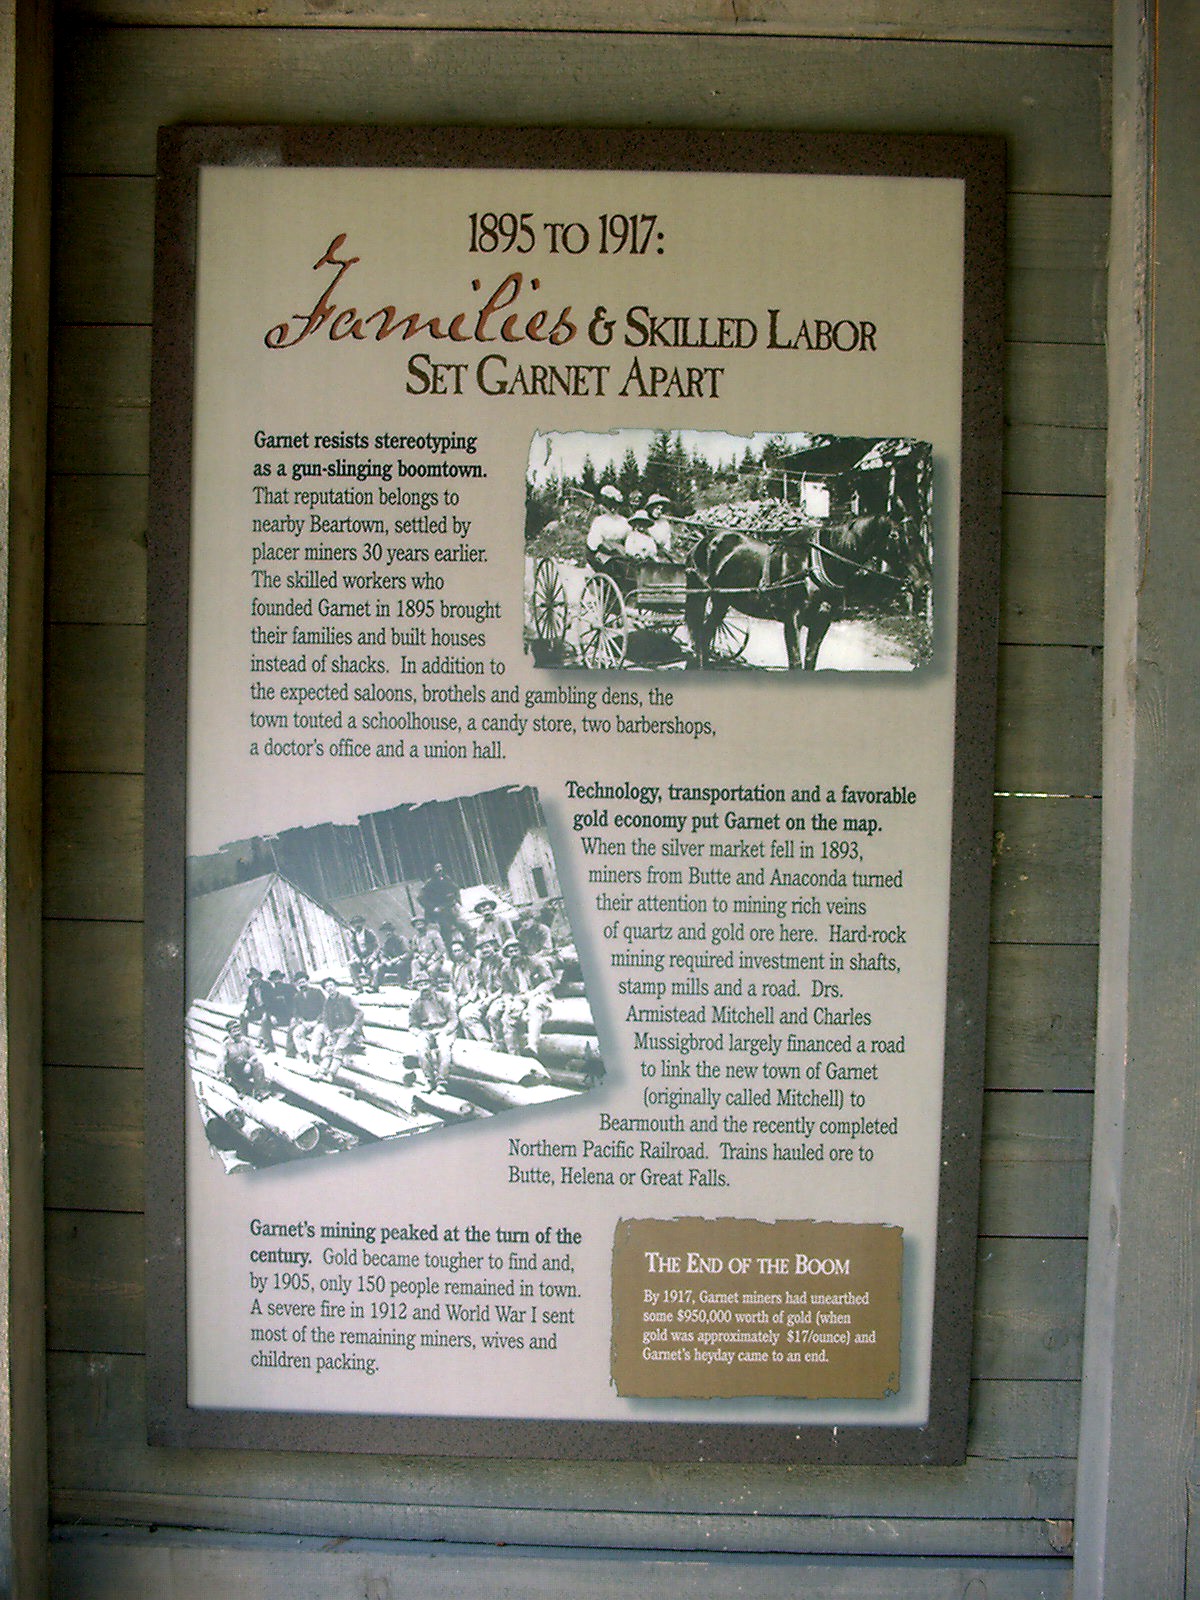 1895 TO 1917:
Families & SKILLED LABOR
SET GARNET APART
Garnet resists stereotyping
as a gun-slinging boomtown.
That reputation belongs to
nearby Beartown, settled by
placer miners 30 years earlier.
The skilled workers who
founded Garnet in 1895 brought
their families and built houses
instead of shacks. In addition to
the expected saloons, brothels and gambling dens, the
town touted a schoolhouse, a candy store, two barbershops,
a doctor's office and a union hall.
Technology, transportation and a favorable
gold economy put Garnet on the map.
When the silver market fell in 1893,
miners from Butte and Anaconda turned
their attention to mining rich veins
of quartz and gold ore here. Hard-rock
mining required investment in shafts,
stamp mills and a road. Drs.
Armistead Mitchell and Charles
Mussigbrod largely financed a road
to link the new town of Garnet
(originally called Mitchell) to
Bearmouth and the recently completed
Northern Pacific Railroad. Trains hauled ore to
Butte, Helena or Great Falls.
Garnet's mining peaked at the turn of the
century. Gold became tougher to find and,
by 1905, only 150 people remained in town.
A severe fire in 1912 and World War I sent
most of the remaining miners, wives and
children packing.
THE END OF THE BOOM
By 1917, Garnet miners had unearthed
some $950,000 worth of gold (when
gold was approximately $17/ounce) and
Garnet's heyday came to an end.